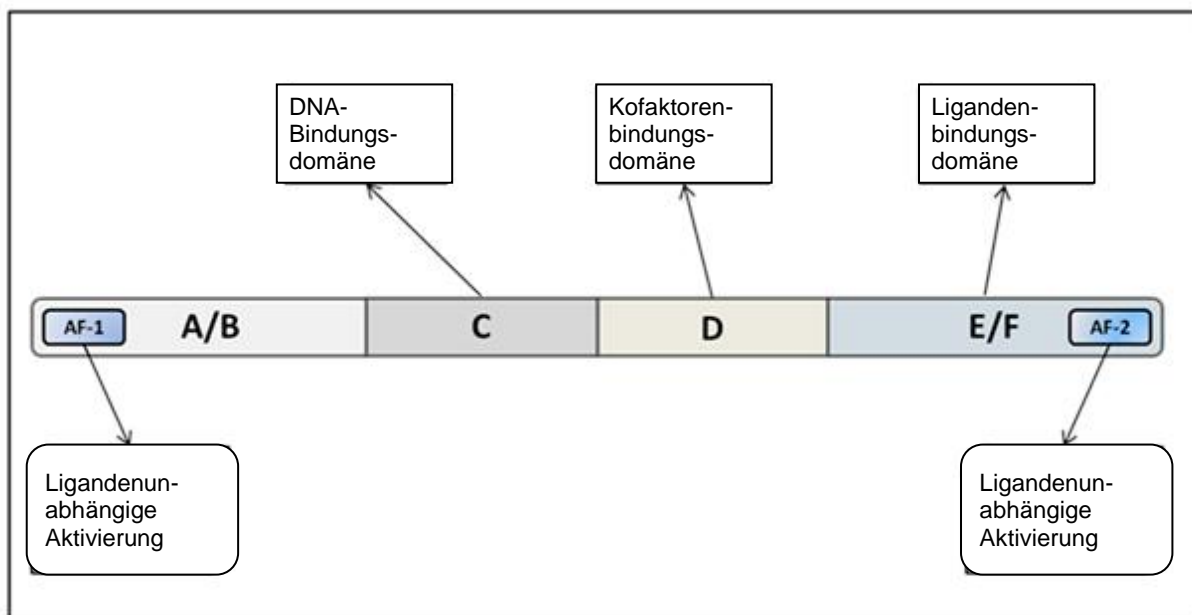 DNA-
Bindungs-
domäne
Kofaktoren-
bindungs-
domäne
Liganden-
bindungs-
domäne
AF-1
A/B
C
D
E/F
AF-2
Ligandenun-
abhängige
Aktivierung
Ligandenun-
abhängige
Aktivierung